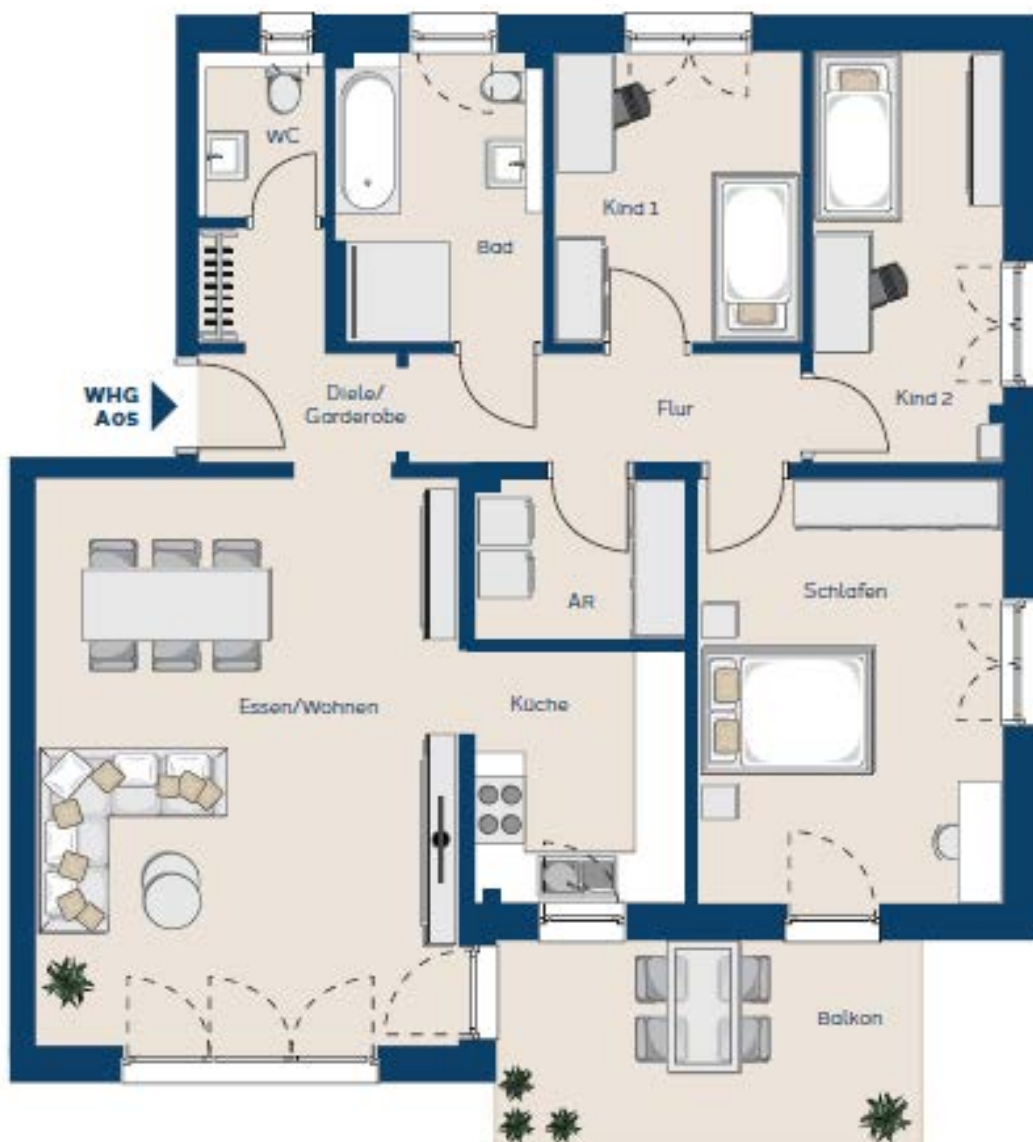 WC
Kind 1
Bad
WHG
A05
Diele/
Garderobe
Flur
Kind 2
AR
Schlafen
Essen/Wohnen
Küche
Balkon